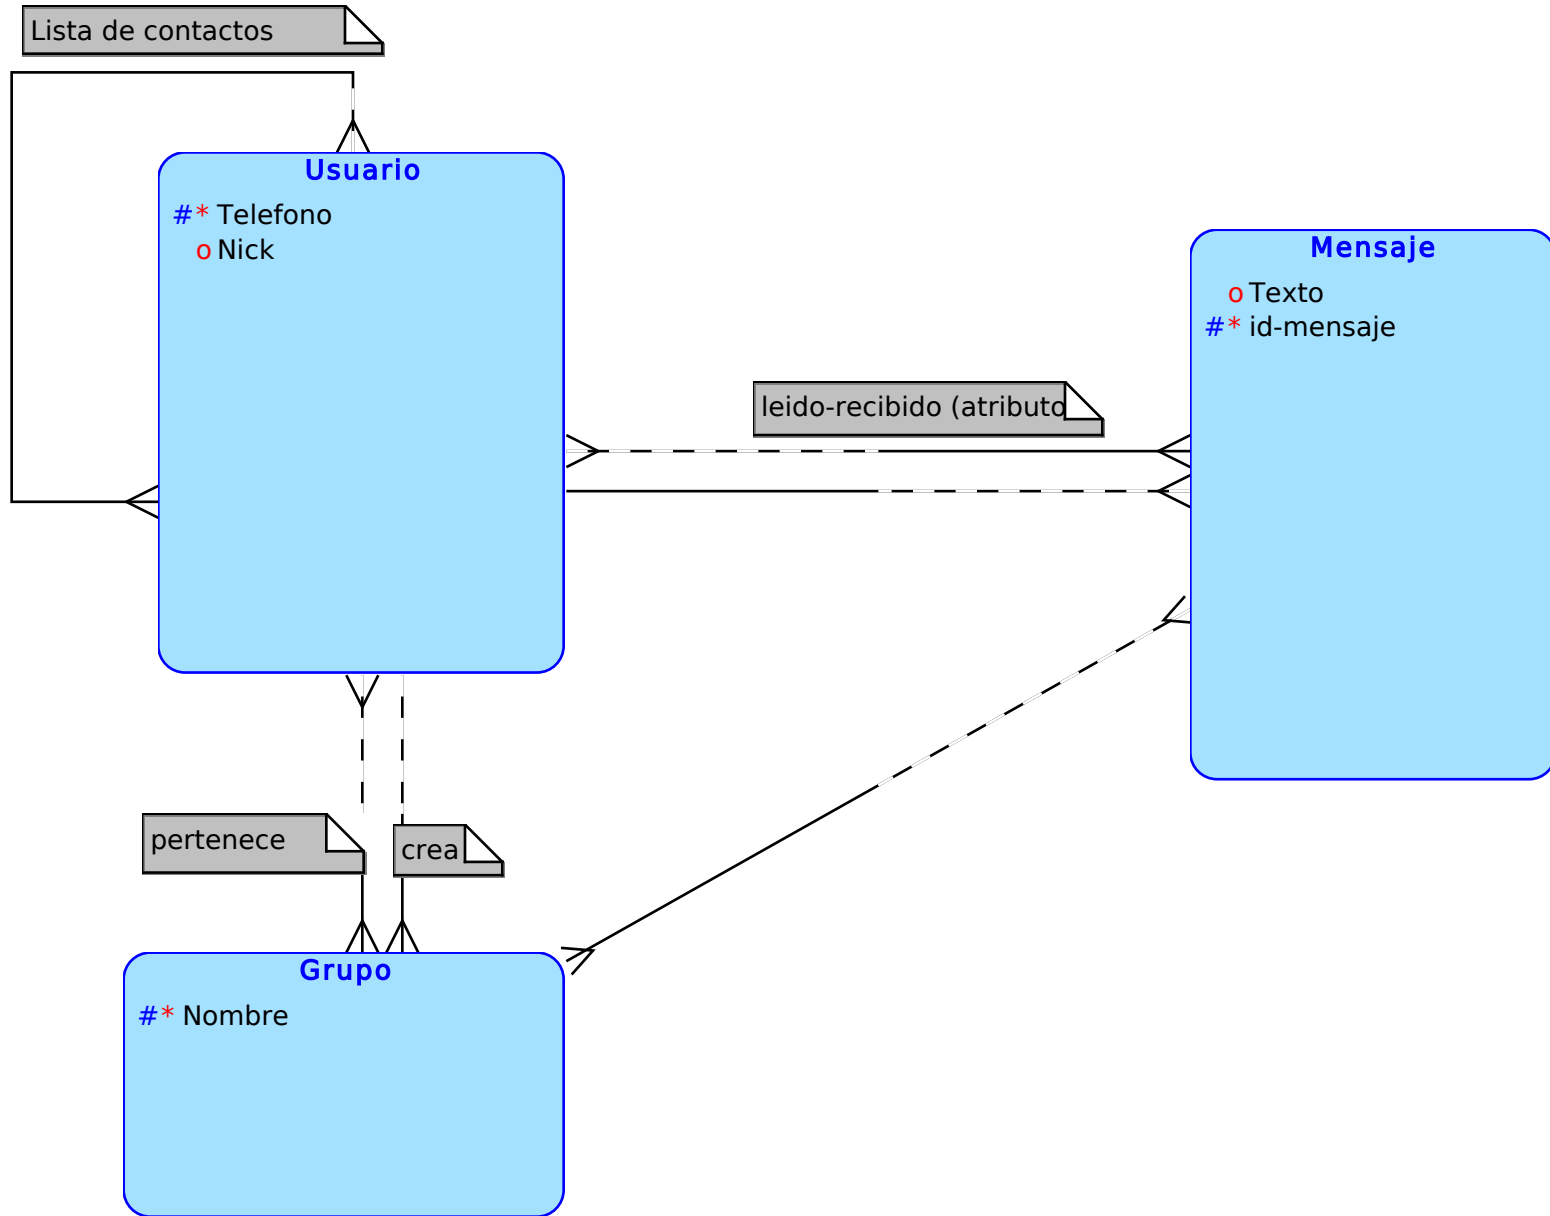 Lista de contactos
Usuario
#* Telefono
o Nick
Mensaje
o Texto
#* id-mensaje
leido-recibido (atributo
pertenece
crea
Grupo
#* Nombre